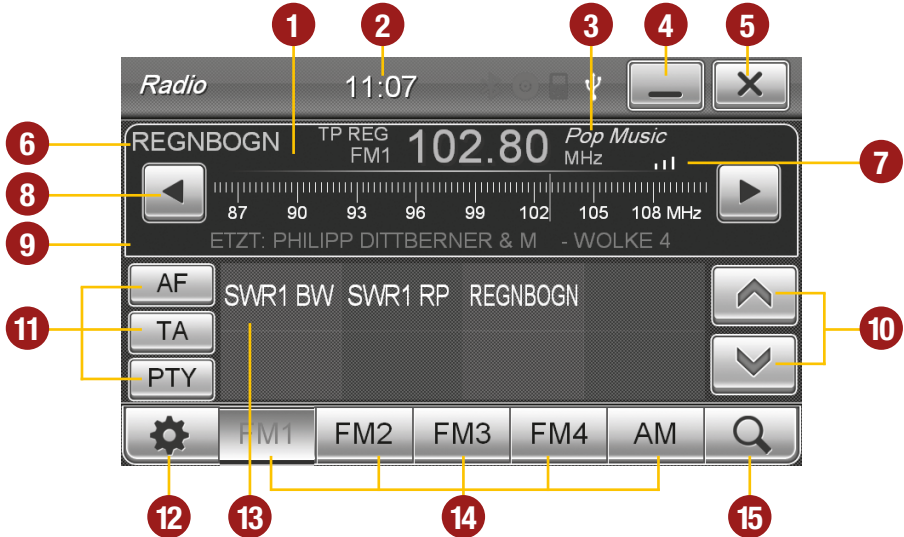 1 2 3 4 5
Radio 11:07
6 REGNBOGN TP REG FM1 102.80 Pop Music MHz 7
8 87 90 93 96 99 102 105 108 MHz
9 ETZT: PHILIPP DITTBERNER & M - WOLKE 4
AF SWR1 BW SWR1 RP REGNBOGN
11 TA 10
PTY
FM1 FM2 FM3 FM4 AM
12 13 14 15